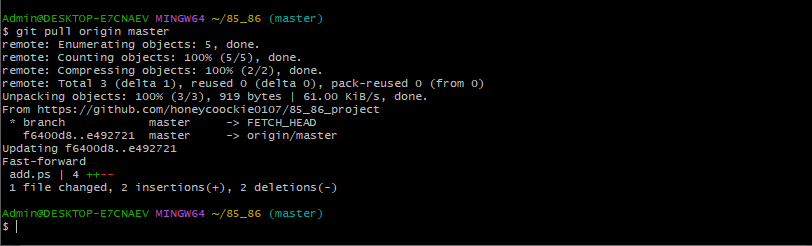 Admin@DESKTOP-E7CNAEV MINGW64 ~/85_86 (master)
$ git pull origin master
remote: Enumerating objects: 5, done.
remote: Counting objects: 100% (5/5), done.
remote: Compressing objects: 100% (2/2), done.
remote: Total 3 (delta 1), reused 0 (delta 0), pack-reused 0 (from 0)
Unpacking objects: 100% (3/3), 919 bytes | 61.00 KiB/s, done.
From https://github.com/honeycoockie0107/85_86_project
 * branch            master     -> FETCH_HEAD
   f6400d8..e492721  master     -> origin/master
Updating f6400d8..e492721
Fast-forward
 add.ps | 4 ++--
 1 file changed, 2 insertions(+), 2 deletions(-)
Admin@DESKTOP-E7CNAEV MINGW64 ~/85_86 (master)
$